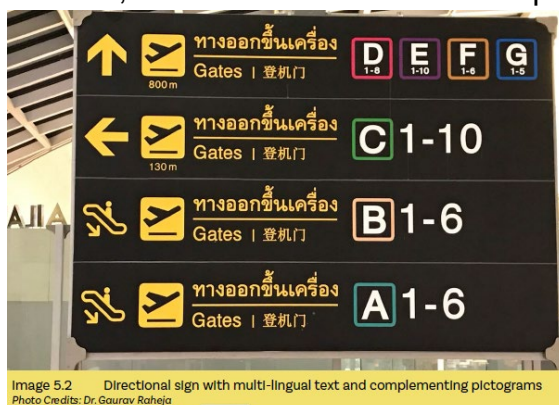 ทางออกขึ้นเครื่อง
Gates | 登机门
800 m
D E F G
1-8 1-10 1-6 1-5
ทางออกขึ้นเครื่อง
Gates | 登机门
130 m
C 1-10
ทางออกขึ้นเครื่อง
Gates | 登机门
B 1-6
ทางออกขึ้นเครื่อง
Gates | 登机门
A 1-6
Image 5.2 Directional sign with multi-lingual text and complementing pictograms
Photo Credits: Dr. Gaurav Raheja